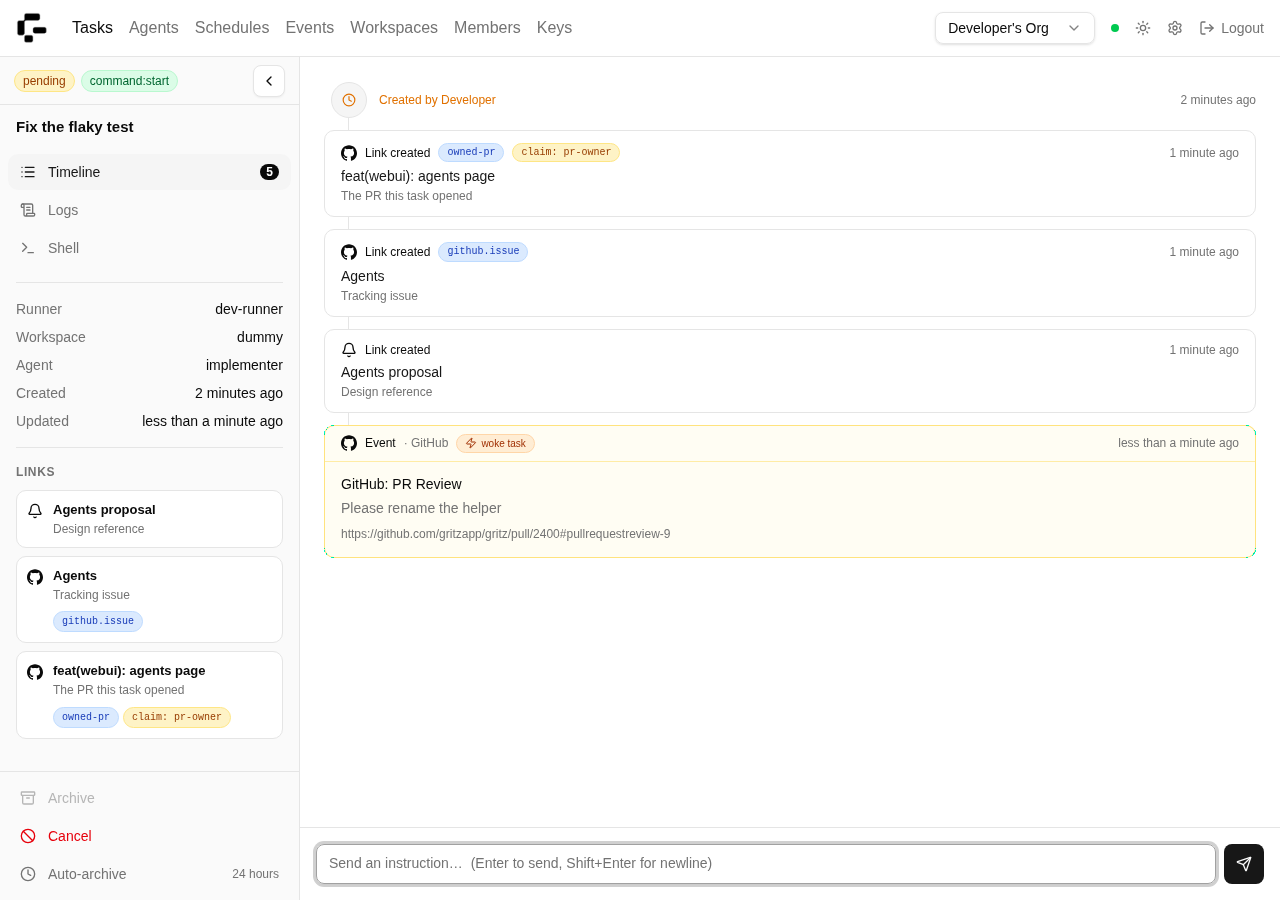 Tasks Agents Schedules Events Workspaces Members Keys
Developer's Org
Logout
pending command:start
Fix the flaky test
Timeline 5
Logs
Shell
Runner dev-runner
Workspace dummy
Agent implementer
Created 2 minutes ago
Updated less than a minute ago
LINKS
Agents proposal
Design reference
Agents
Tracking issue
github.issue
feat(webui): agents page
The PR this task opened
owned-pr claim: pr-owner
Archive
Cancel
Auto-archive 24 hours
Created by Developer 2 minutes ago
Link created owned-pr claim: pr-owner 1 minute ago
feat(webui): agents page
The PR this task opened
Link created github.issue 1 minute ago
Agents
Tracking issue
Link created 1 minute ago
Agents proposal
Design reference
Event · GitHub woke task less than a minute ago
GitHub: PR Review
Please rename the helper
https://github.com/gritzapp/gritz/pull/2400#pullrequestreview-9
Send an instruction… (Enter to send, Shift+Enter for newline)